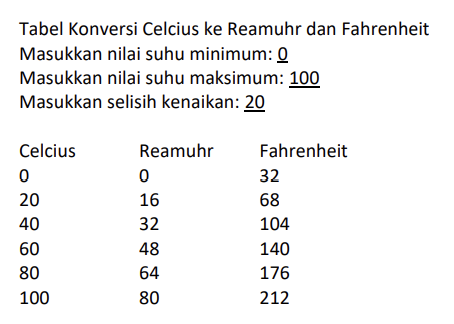 Tabel Konversi Celcius ke Reamuhr dan Fahrenheit
Masukkan nilai suhu minimum: 0
Masukkan nilai suhu maksimum: 100
Masukkan selisih kenaikan: 20
Celcius Reamuhr Fahrenheit
0 0 32
20 16 68
40 32 104
60 48 140
80 64 176
100 80 212